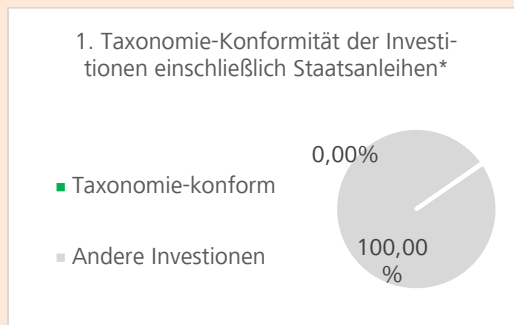 1. Taxonomie-Konformität der Investi-
tionen einschließlich Staatsanleihen*
0,00%
Taxonomie-konform
Andere Investionen
100,00
%